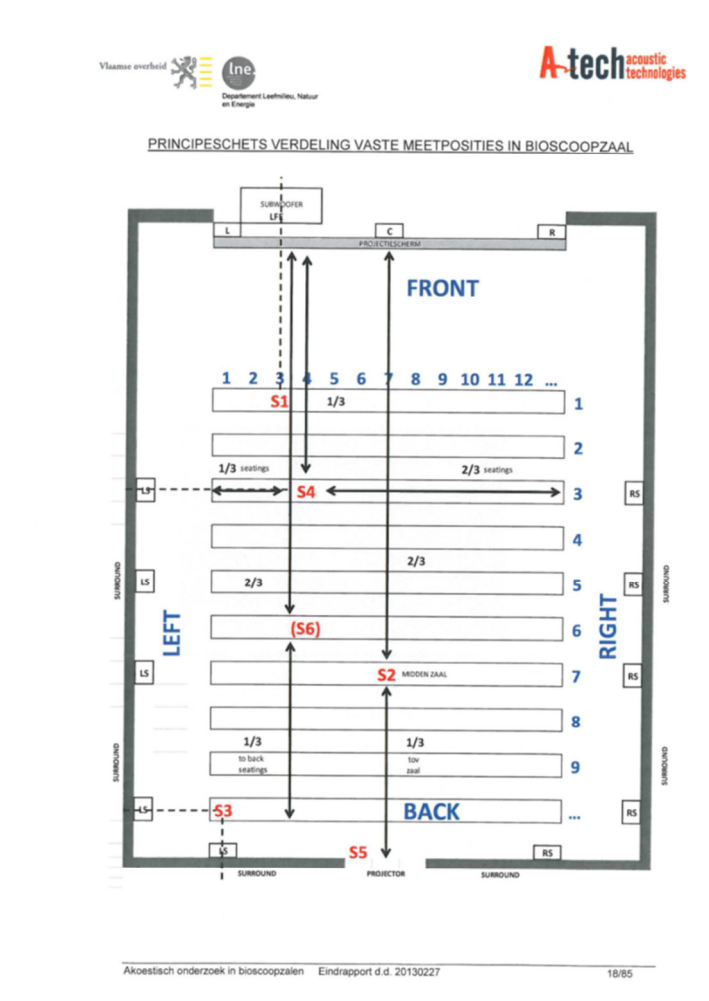 Vlaamse overheid
lne.
Departement Leefmilieu, Natuur
en Energie
A-tech acoustic
technologies
PRINCIPESCHETS VERDELING VASTE MEETPOSITIES IN BIOSCOOPZAAL
SUBWOOFER
LFE
L C R
PROJECTIESCHERM
FRONT
1 2 3 4 5 6 7 8 9 10 11 12 ...
S1 1/3 1
2
1/3 seatings 2/3 seatings
LS S4 3 RS
4
2/3
SURROUND SURROUND
LS 2/3 5 RS
LEFT RIGHT
(S6) 6
LS S2 MIDDEN ZAAL 7 RS
8
1/3 1/3
SURROUND SURROUND
to back tov
seatings zaal
9
LS S3 BACK ... RS
LS S5 RS
SURROUND PROJECTOR SURROUND
Akoestisch onderzoek in bioscoopzalen Eindrapport d.d. 20130227 18/85